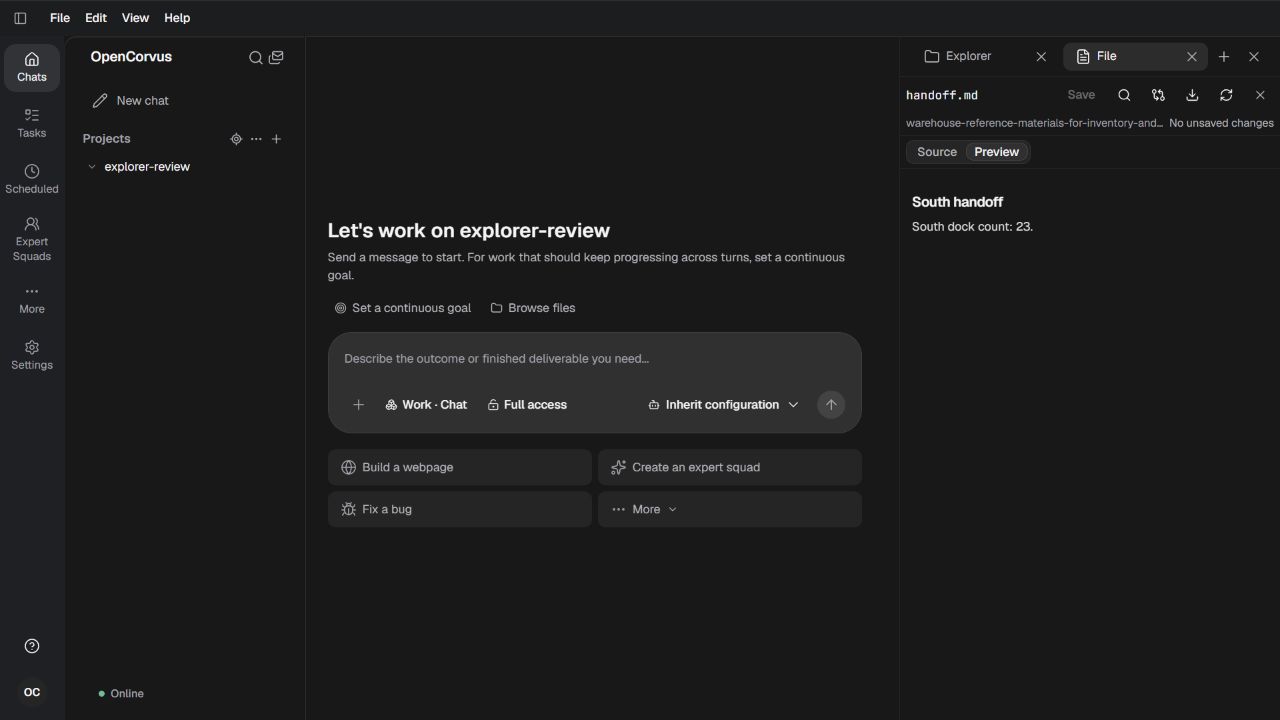 File Edit View Help
Chats
Tasks
Scheduled
Expert
Squads
More
Settings
OC
OpenCorvus
New chat
Projects
explorer-review
Online
Let's work on explorer-review
Send a message to start. For work that should keep progressing across turns, set a continuous
goal.
Set a continuous goal Browse files
Describe the outcome or finished deliverable you need...
Work · Chat Full access Inherit configuration
Build a webpage Create an expert squad
Fix a bug More
Explorer File
handoff.md Save
warehouse-reference-materials-for-inventory-and... No unsaved changes
Source Preview
South handoff
South dock count: 23.